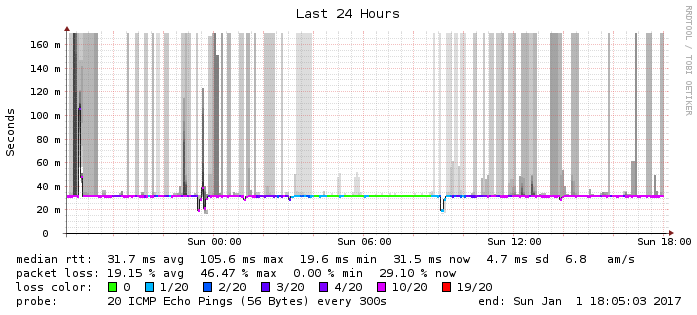 Last 24 Hours
RRDTOOL / TOBI OETIKER
Seconds
160 m
140 m
120 m
100 m
80 m
60 m
40 m
20 m
0
Sun 00:00 Sun 06:00 Sun 12:00 Sun 18:00
median rtt: 31.7 ms avg 105.6 ms max 19.6 ms min 31.5 ms now 4.7 ms sd 6.8 am/s
packet loss: 19.15 % avg 46.47 % max 0.00 % min 29.10 % now
loss color: 0 1/20 2/20 3/20 4/20 10/20 19/20
probe: 20 ICMP Echo Pings (56 Bytes) every 300s end: Sun Jan 1 18:05:03 2017